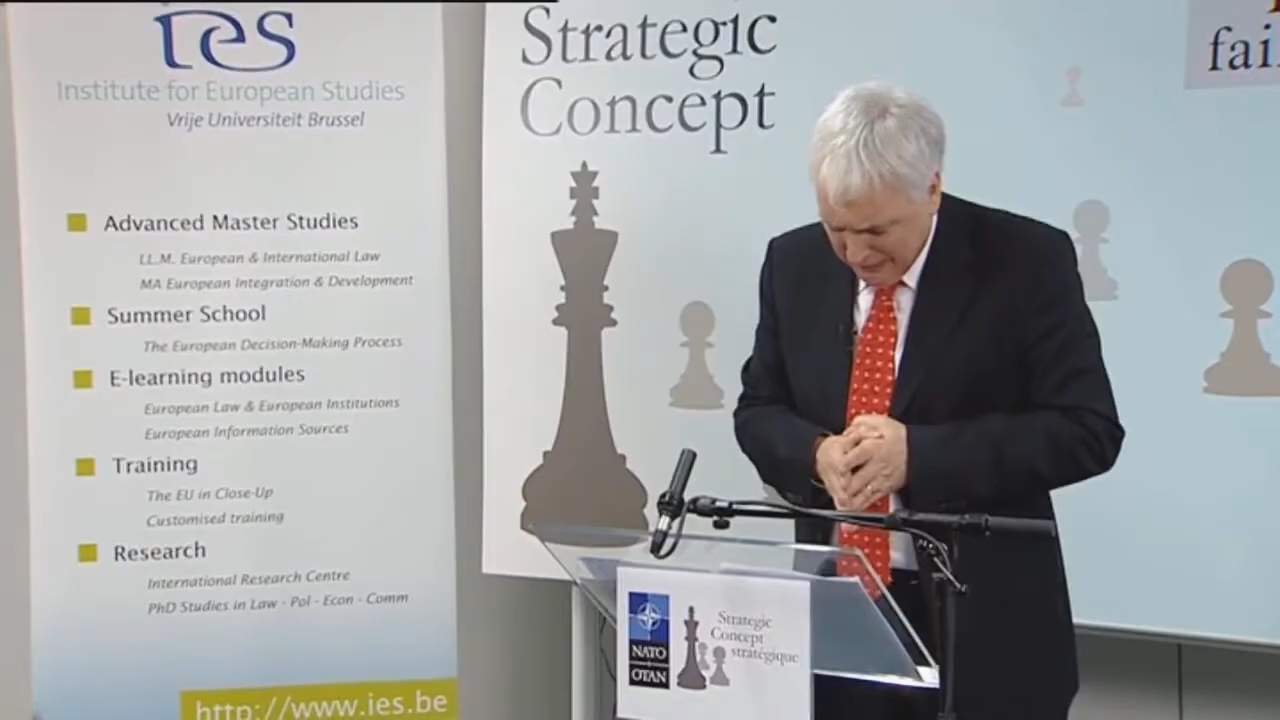 ies
Institute for European Studies
Vrije Universiteit Brussel
Advanced Master Studies
LL.M. European & International Law
MA European Integration & Development
Summer School
The European Decision-Making Process
E-learning modules
European Law & European Institutions
European Information Sources
Training
The EU in Close-Up
Customised training
Research
International Research Centre
PhD Studies in Law - Pol - Econ - Comm
http://www.ies.be
Strategic
Concept
fai
NATO
OTAN
Strategic
Concept
stratégique